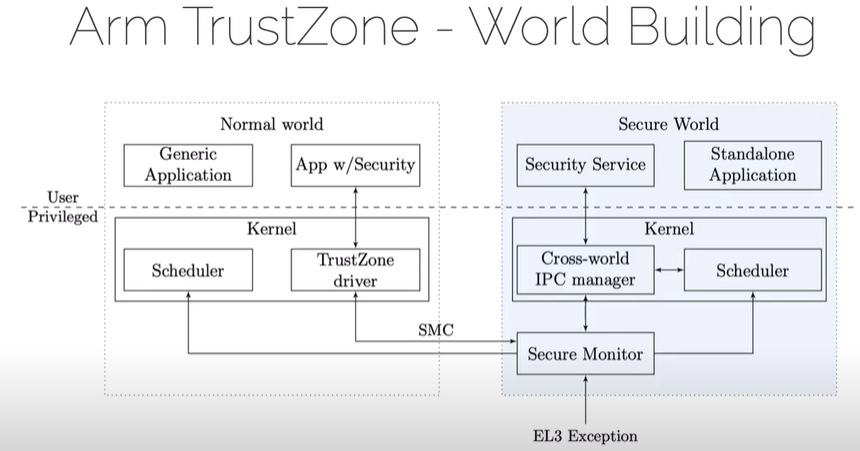 Arm TrustZone - World Building
Normal world
Secure World
Generic
Application
App w/Security
Security Service
Standalone
Application
User
Privileged
Kernel
Kernel
Scheduler
TrustZone
driver
Cross-world
IPC manager
Scheduler
SMC
Secure Monitor
EL3 Exception